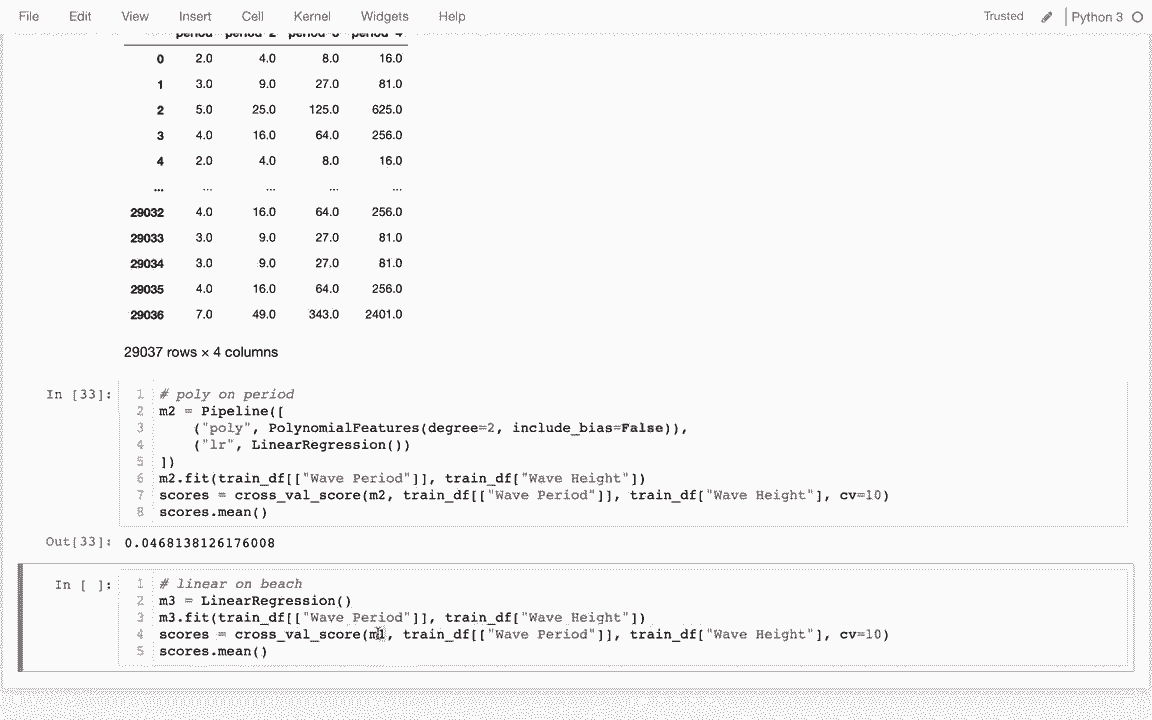 File Edit View Insert Cell Kernel Widgets Help Trusted Python 3
period period^2 period^3 period^4
0 2.0 4.0 8.0 16.0
1 3.0 9.0 27.0 81.0
2 5.0 25.0 125.0 625.0
3 4.0 16.0 64.0 256.0
4 2.0 4.0 8.0 16.0
... ... ... ... ...
29032 4.0 16.0 64.0 256.0
29033 3.0 9.0 27.0 81.0
29034 3.0 9.0 27.0 81.0
29035 4.0 16.0 64.0 256.0
29036 7.0 49.0 343.0 2401.0
29037 rows × 4 columns
In [33]: 1 # poly on period
2 m2 = Pipeline([
3 ("poly", PolynomialFeatures(degree=2, include_bias=False)),
4 ("lr", LinearRegression())
5 ])
6 m2.fit(train_df[["Wave Period"]], train_df["Wave Height"])
7 scores = cross_val_score(m2, train_df[["Wave Period"]], train_df["Wave Height"], cv=10)
8 scores.mean()
Out[33]: 0.0468138126176008
In [ ]: 1 # linear on beach
2 m3 = LinearRegression()
3 m3.fit(train_df[["Wave Period"]], train_df["Wave Height"])
4 scores = cross_val_score(m1, train_df[["Wave Period"]], train_df["Wave Height"], cv=10)
5 scores.mean()